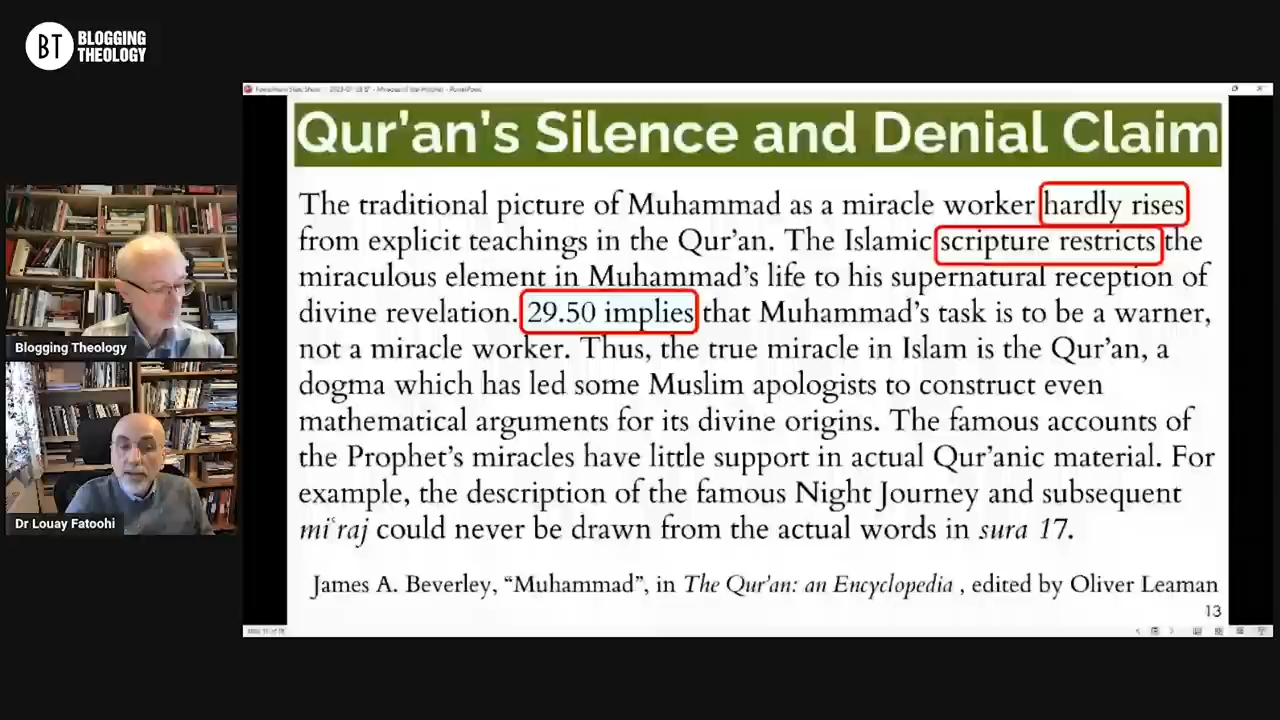 BT BLOGGING
THEOLOGY
Qur'an's Silence and Denial Claim
The traditional picture of Muhammad as a miracle worker hardly rises
from explicit teachings in the Qur'an. The Islamic scripture restricts the
miraculous element in Muhammad's life to his supernatural reception of
divine revelation. 29.50 implies that Muhammad's task is to be a warner,
not a miracle worker. Thus, the true miracle in Islam is the Qur'an, a
dogma which has led some Muslim apologists to construct even
mathematical arguments for its divine origins. The famous accounts of
the Prophet's miracles have little support in actual Qur'anic material. For
example, the description of the famous Night Journey and subsequent
miʿraj could never be drawn from the actual words in sura 17.
James A. Beverley, "Muhammad", in The Qur'an: an Encyclopedia , edited by Oliver Leaman
13
Blogging Theology
Dr Louay Fatoohi